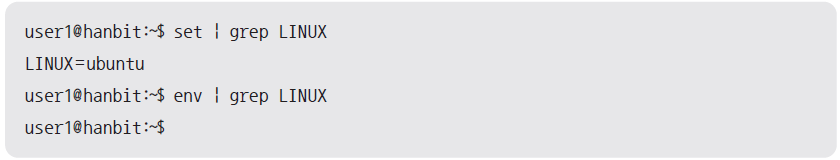 user1@hanbit:~$ set | grep LINUX
LINUX=ubuntu
user1@hanbit:~$ env | grep LINUX
user1@hanbit:~$